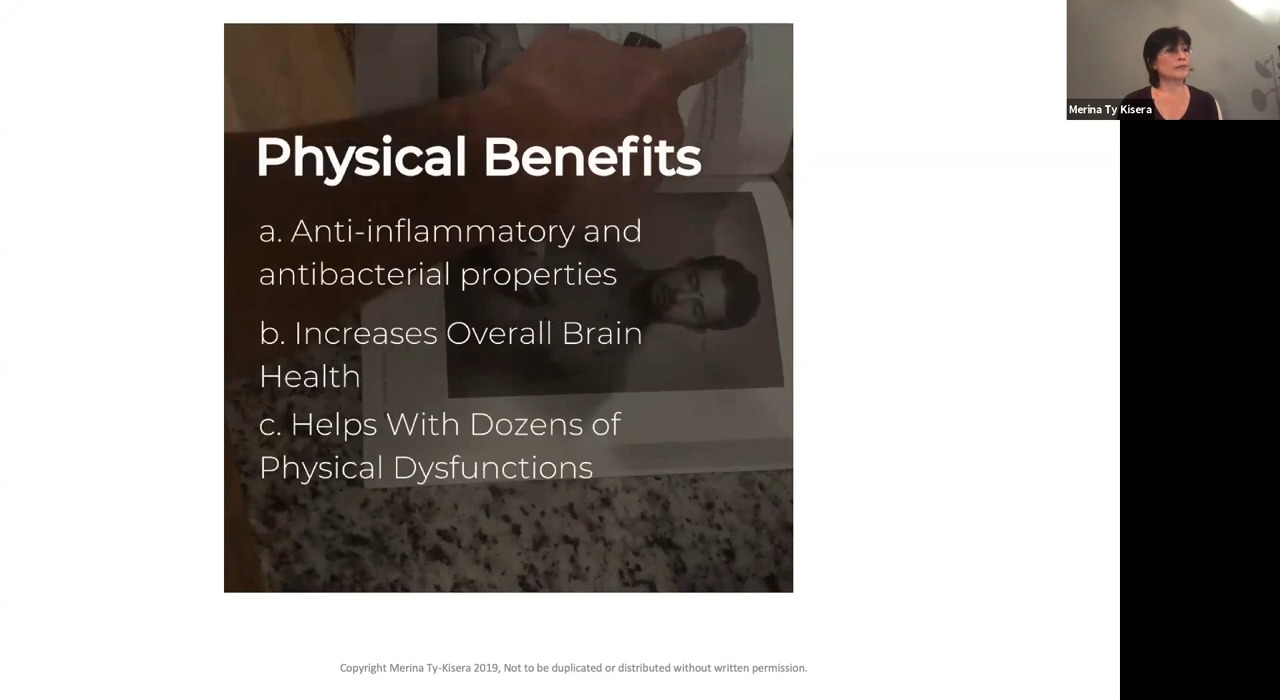 Physical Benefits
a. Anti-inflammatory and
antibacterial properties
b. Increases Overall Brain
Health
c. Helps With Dozens of
Physical Dysfunctions
Merina Ty Kisera
Copyright Merina Ty-Kisera 2019, Not to be duplicated or distributed without written permission.